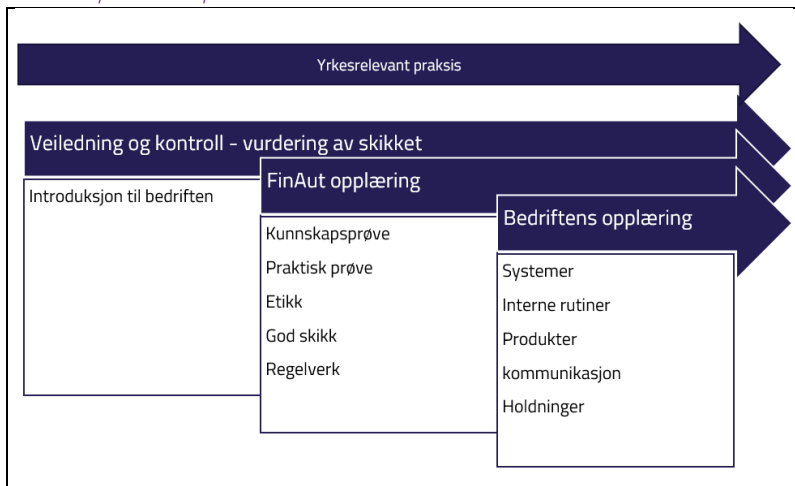 Yrkesrelevant praksis
Veiledning og kontroll - vurdering av skikket
Introduksjon til bedriften
FinAut opplæring
Kunnskapsprøve
Praktisk prøve
Etikk
God skikk
Regelverk
Bedriftens opplæring
Systemer
Interne rutiner
Produkter
kommunikasjon
Holdninger